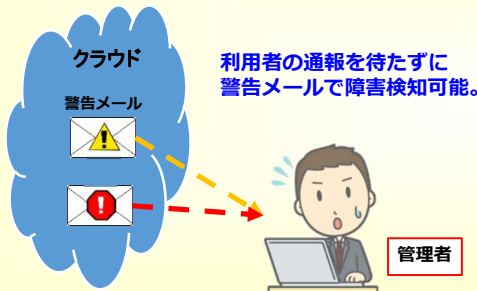 クラウド
利用者の通報を待たずに
警告メールで障害検知可能。
警告メール
!
!
管理者